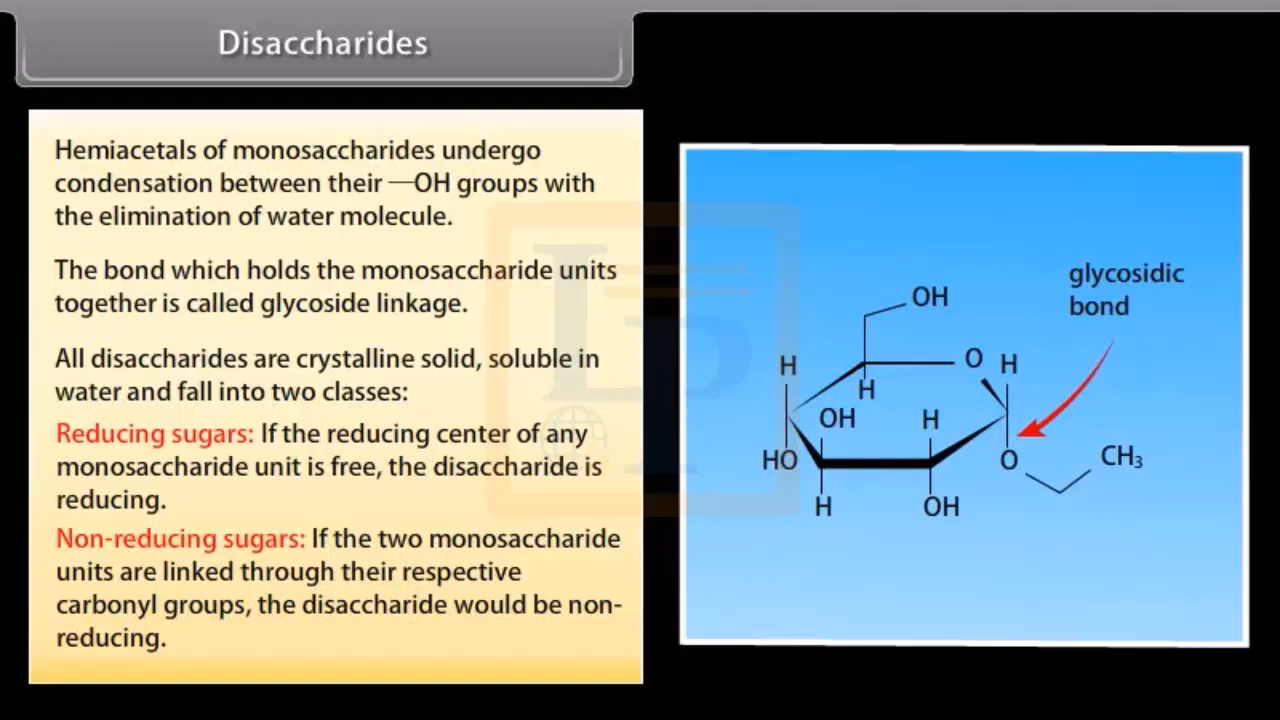 Disaccharides
Hemiacetals of monosaccharides undergo
condensation between their —OH groups with
the elimination of water molecule.
The bond which holds the monosaccharide units
together is called glycoside linkage.
All disaccharides are crystalline solid, soluble in
water and fall into two classes:
Reducing sugars: If the reducing center of any
monosaccharide unit is free, the disaccharide is
reducing.
Non-reducing sugars: If the two monosaccharide
units are linked through their respective
carbonyl groups, the disaccharide would be non-
reducing.
glycosidic
bond
OH
O H
H
H
OH H
HO O CH₃
H OH